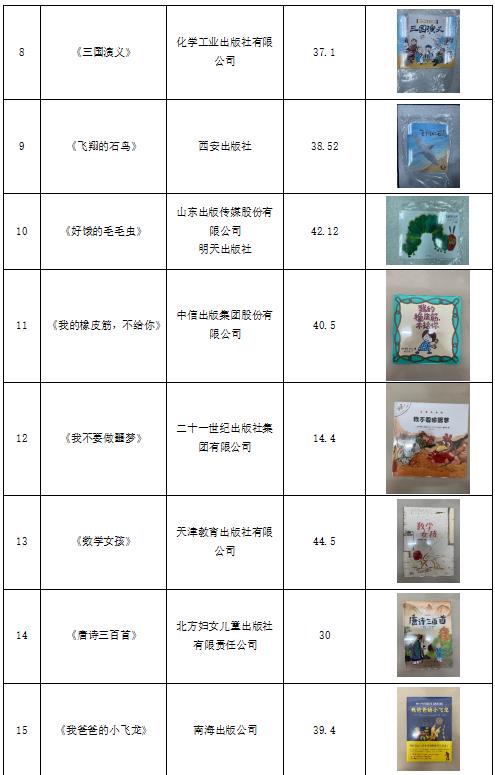 8
《三国演义》
化学工业出版社有限
公司
37.1
三国演义
9
《飞翔的石鸟》
西安出版社
38.52
10
《好饿的毛毛虫》
山东出版传媒股份有
限公司
明天出版社
42.12
11
《我的橡皮筋，不给你》
中信出版集团股份有
限公司
40.5
我的
橡皮筋，
不给你
12
《我不要做噩梦》
二十一世纪出版社集
团有限公司
14.4
我不要做噩梦
13
《数学女孩》
天津教育出版社有限
公司
44.5
数学
女孩
14
《唐诗三百首》
北方妇女儿童出版社
有限责任公司
30
唐诗三百首
15
《我爸爸的小飞龙》
南海出版公司
39.4
我爸爸的小飞龙